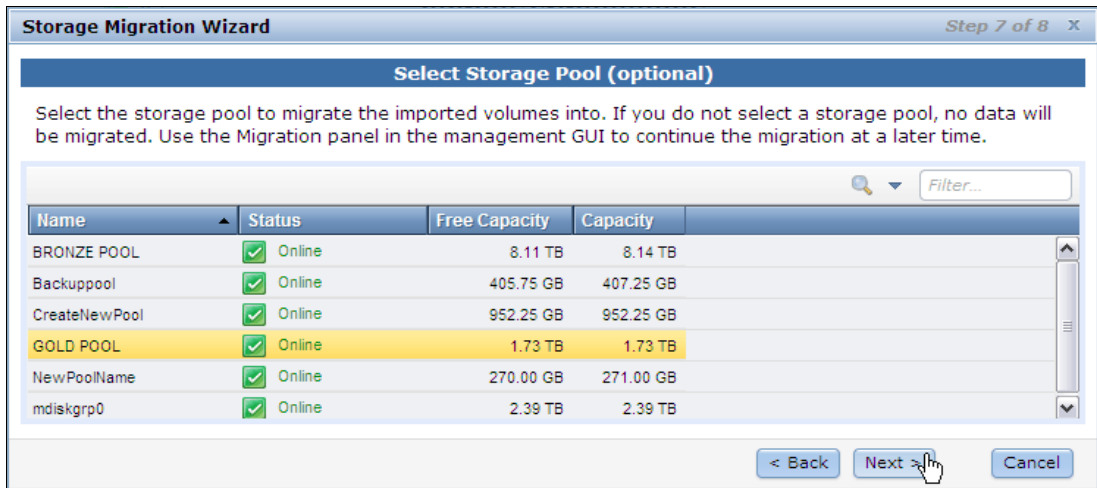 Storage Migration Wizard Step 7 of 8 X
Select Storage Pool (optional)
Select the storage pool to migrate the imported volumes into. If you do not select a storage pool, no data will
be migrated. Use the Migration panel in the management GUI to continue the migration at a later time.
Filter...
Name Status Free Capacity Capacity
BRONZE POOL Online 8.11 TB 8.14 TB
Backuppool Online 405.75 GB 407.25 GB
CreateNewPool Online 952.25 GB 952.25 GB
GOLD POOL Online 1.73 TB 1.73 TB
NewPoolName Online 270.00 GB 271.00 GB
mdiskgrp0 Online 2.39 TB 2.39 TB
< Back Next > Cancel